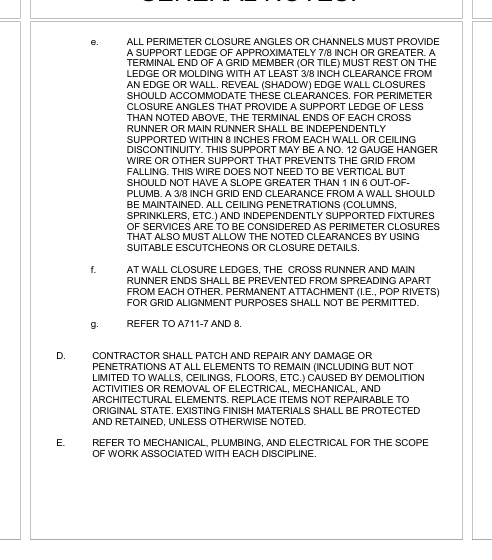 GENERAL NOTES:
e. ALL PERIMETER CLOSURE ANGLES OR CHANNELS MUST PROVIDE
A SUPPORT LEDGE OF APPROXIMATELY 7/8 INCH OR GREATER. A
TERMINAL END OF A GRID MEMBER (OR TILE) MUST REST ON THE
LEDGE OR MOLDING WITH AT LEAST 3/8 INCH CLEARANCE FROM
AN EDGE OR WALL. REVEAL (SHADOW) EDGE WALL CLOSURES
SHOULD ACCOMMODATE THESE CLEARANCES. FOR PERIMETER
CLOSURE ANGLES THAT PROVIDE A SUPPORT LEDGE OF LESS
THAN NOTED ABOVE, THE TERMINAL ENDS OF EACH CROSS
RUNNER OR MAIN RUNNER SHALL BE INDEPENDENTLY
SUPPORTED WITHIN 8 INCHES FROM EACH WALL OR CEILING
DISCONTINUITY. THIS SUPPORT MAY BE A NO. 12 GAUGE HANGER
WIRE OR OTHER SUPPORT THAT PREVENTS THE GRID FROM
FALLING. THIS WIRE DOES NOT NEED TO BE VERTICAL BUT
SHOULD NOT HAVE A SLOPE GREATER THAN 1 IN 6 OUT-OF-
PLUMB. A 3/8 INCH GRID END CLEARANCE FROM A WALL SHOULD
BE MAINTAINED. ALL CEILING PENETRATIONS (COLUMNS,
SPRINKLERS, ETC.) AND INDEPENDENTLY SUPPORTED FIXTURES
OF SERVICES ARE TO BE CONSIDERED AS PERIMETER CLOSURES
THAT ALSO MUST ALLOW THE NOTED CLEARANCES BY USING
SUITABLE ESCUTCHEONS OR CLOSURE DETAILS.
f. AT WALL CLOSURE LEDGES, THE CROSS RUNNER AND MAIN
RUNNER ENDS SHALL BE PREVENTED FROM SPREADING APART
FROM EACH OTHER. PERMANENT ATTACHMENT (I.E., POP RIVETS)
FOR GRID ALIGNMENT PURPOSES SHALL NOT BE PERMITTED.
g. REFER TO A711-7 AND 8.
D. CONTRACTOR SHALL PATCH AND REPAIR ANY DAMAGE OR
PENETRATIONS AT ALL ELEMENTS TO REMAIN (INCLUDING BUT NOT
LIMITED TO WALLS, CEILINGS, FLOORS, ETC.) CAUSED BY DEMOLITION
ACTIVITIES OR REMOVAL OF ELECTRICAL, MECHANICAL, AND
ARCHITECTURAL ELEMENTS. REPLACE ITEMS NOT REPAIRABLE TO
ORIGINAL STATE. EXISTING FINISH MATERIALS SHALL BE PROTECTED
AND RETAINED, UNLESS OTHERWISE NOTED.
E. REFER TO MECHANICAL, PLUMBING, AND ELECTRICAL FOR THE SCOPE
OF WORK ASSOCIATED WITH EACH DISCIPLINE.